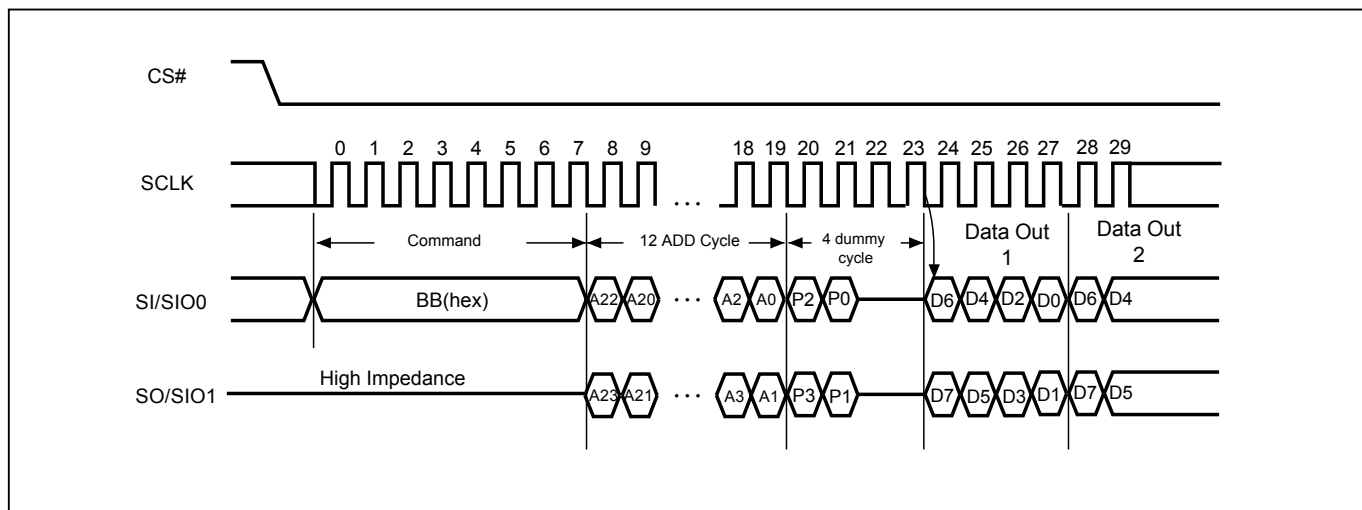 CS#
0 1 2 3 4 5 6 7 8 9 18 19 20 21 22 23 24 25 26 27 28 29
SCLK
...
Command
12 ADD Cycle
4 dummy
cycle
Data Out
1
Data Out
2
SI/SIO0
BB(hex)
A22 A20 ... A2 A0 P2 P0 D6 D4 D2 D0 D6 D4
High Impedance
SO/SIO1
A23 A21 ... A3 A1 P3 P1 D7 D5 D3 D1 D7 D5